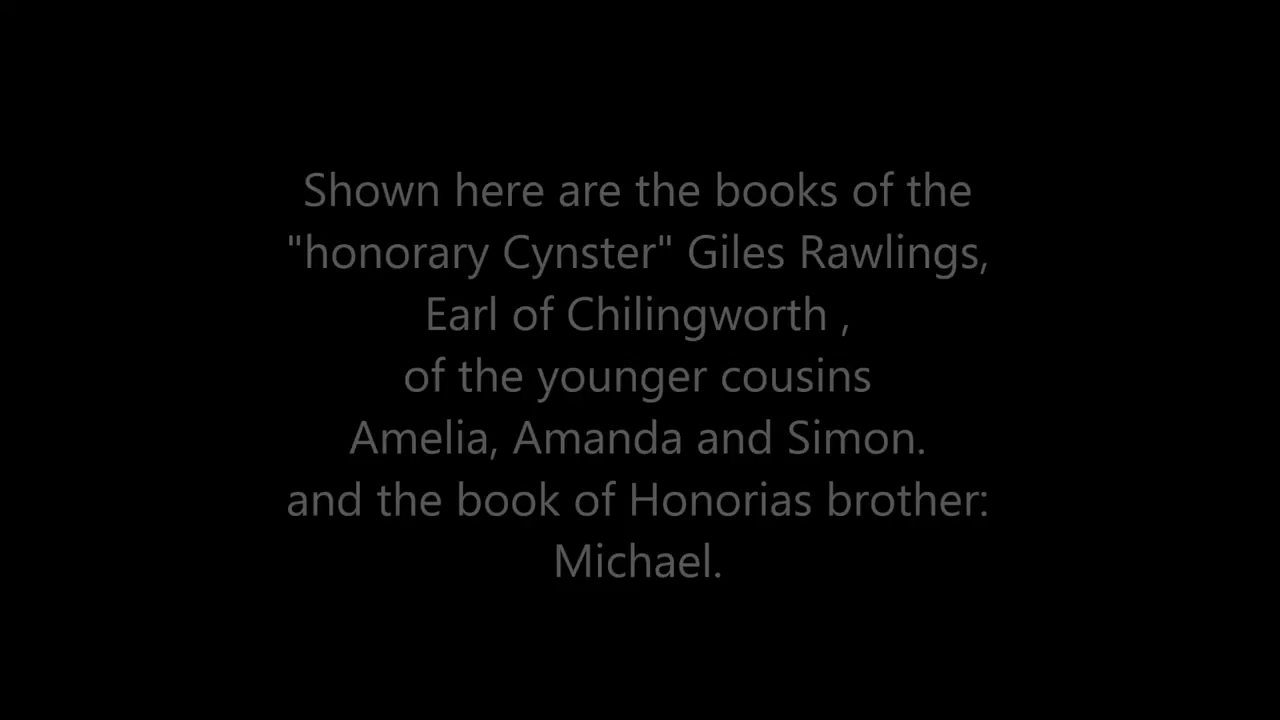 Shown here are the books of the
"honorary Cynster" Giles Rawlings,
Earl of Chilingworth ,
of the younger cousins
Amelia, Amanda and Simon.
and the book of Honorias brother:
Michael.